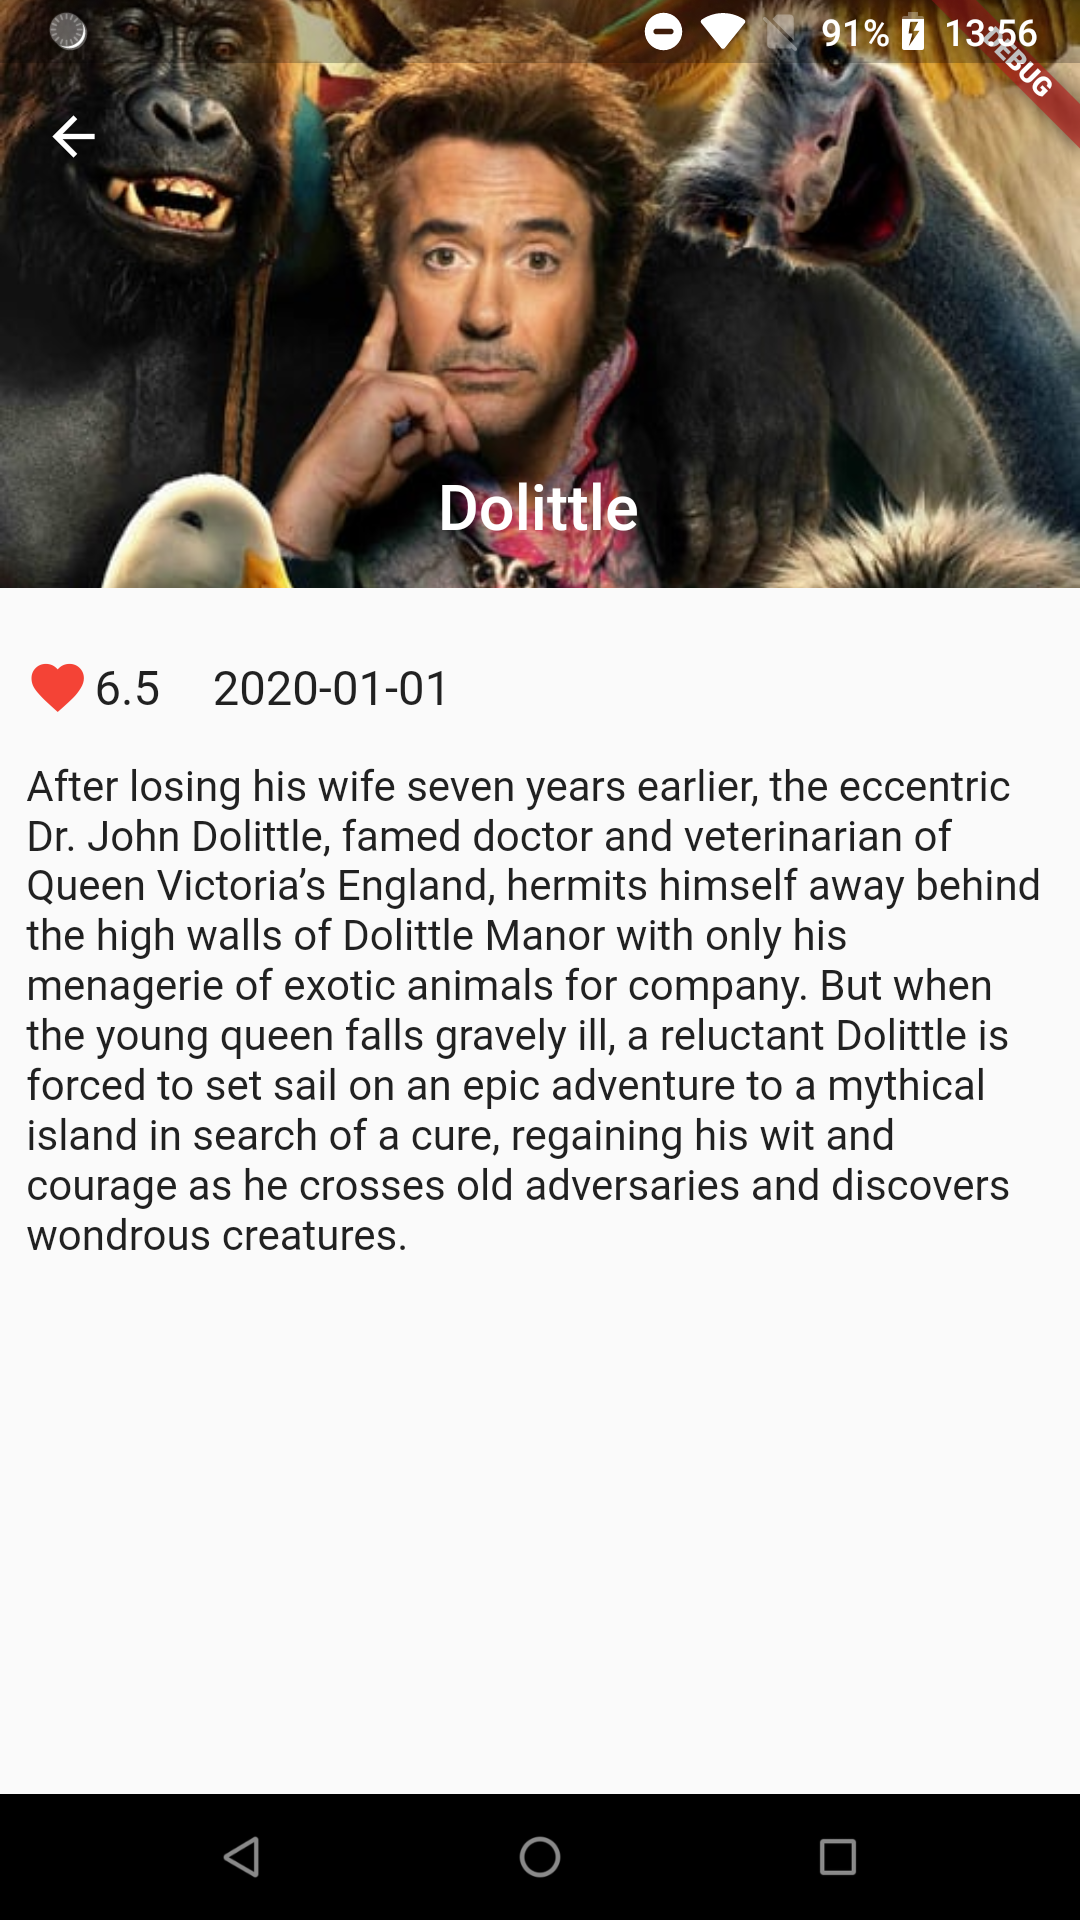 91% 13:56
DEBUG
Dolittle
6.5 2020-01-01
After losing his wife seven years earlier, the eccentric
Dr. John Dolittle, famed doctor and veterinarian of
Queen Victoria’s England, hermits himself away behind
the high walls of Dolittle Manor with only his
menagerie of exotic animals for company. But when
the young queen falls gravely ill, a reluctant Dolittle is
forced to set sail on an epic adventure to a mythical
island in search of a cure, regaining his wit and
courage as he crosses old adversaries and discovers
wondrous creatures.